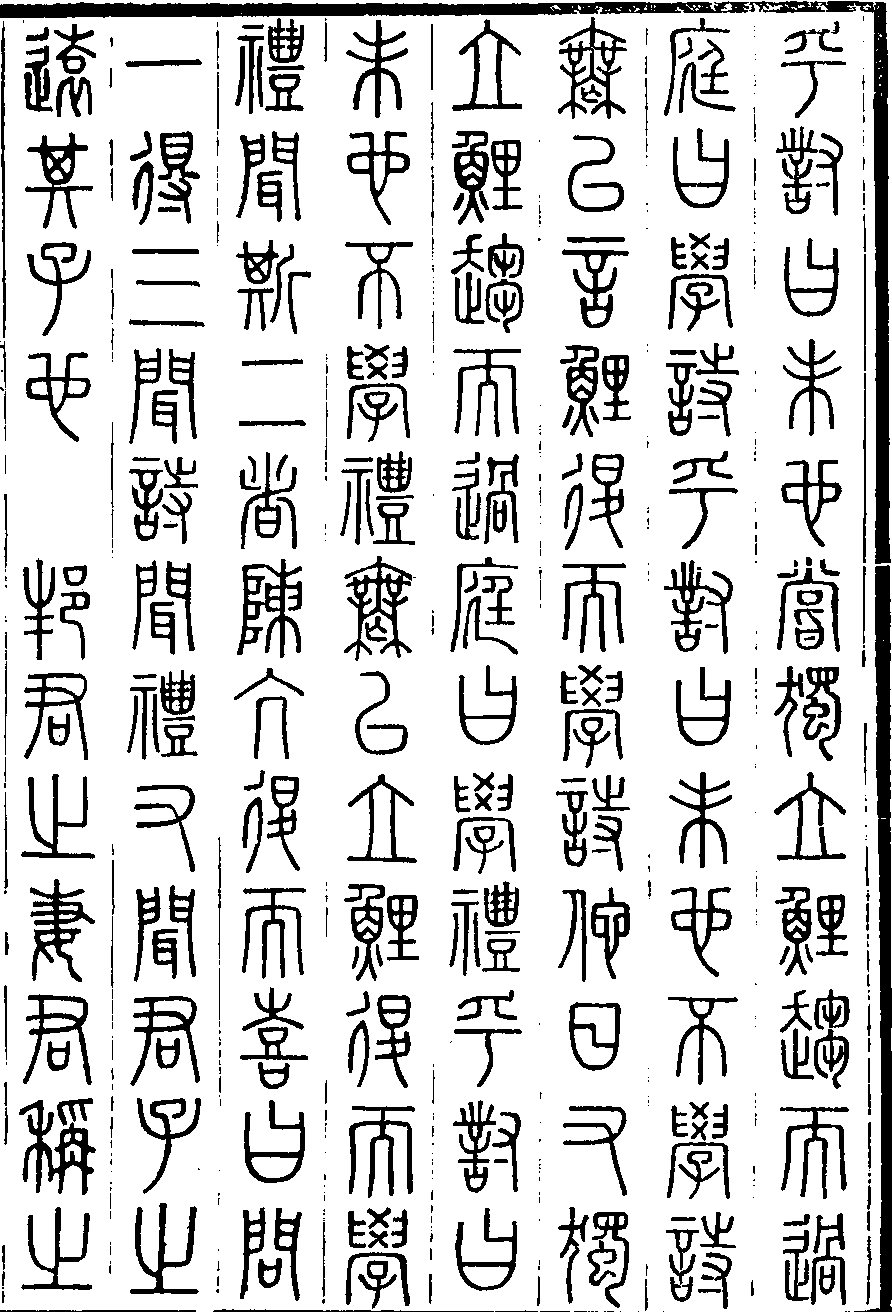 乎對曰未也嘗獨立鯉趨而過
庭曰學詩乎對曰未也不學詩
無以言鯉退而學詩他日又獨
立鯉趨而過庭曰學禮乎對曰
未也不學禮無以立鯉退而學
禮聞斯二者陳亢退而喜曰問
一得三聞詩聞禮又聞君子之
遠其子也　邦君之妻君稱之